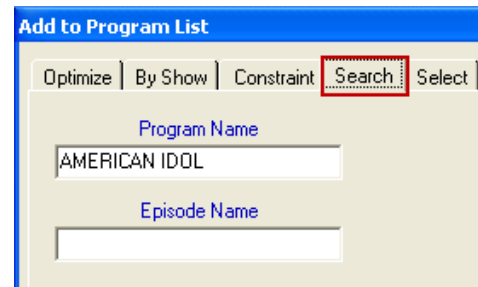 Add to Program List
Optimize By Show Constraint Search Select
Program Name
AMERICAN IDOL
Episode Name